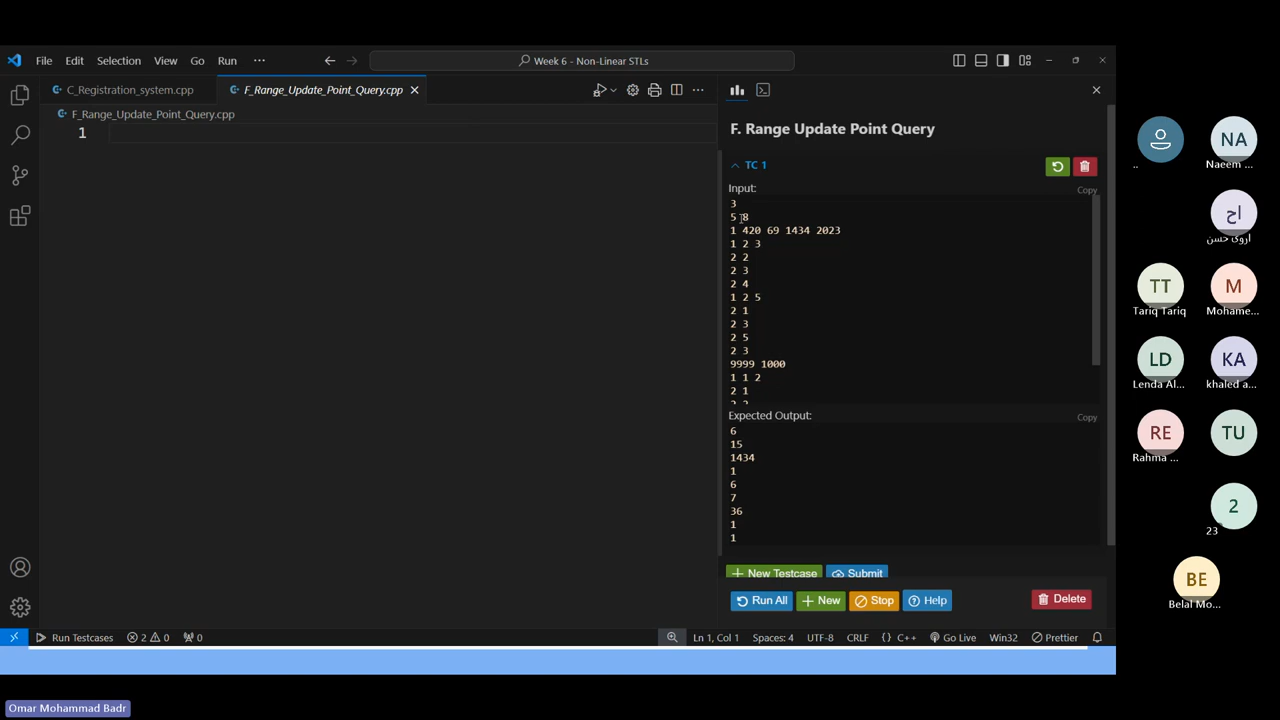 File Edit Selection View Go Run ··· Week 6 - Non-Linear STLs
C_Registration_system.cpp F_Range_Update_Point_Query.cpp
F_Range_Update_Point_Query.cpp
1
F. Range Update Point Query
TC 1
Input:
Copy
3
5 8
1 420 69 1434 2023
1 2 3
2 2
2 3
2 4
1 2 5
2 1
2 3
2 5
2 3
9999 1000
1 1 2
2 1
Expected Output:
Copy
6
15
1434
1
6
7
36
1
1
New Testcase Submit
Run All New Stop Help Delete
Run Testcases 2 0 0 Ln 1, Col 1 Spaces: 4 UTF-8 CRLF {} C++ Go Live Win32 Prettier
..
NA
Naeem ...
اح
اروى حسن
TT
Tariq Tariq
M
Mohame...
LD
Lenda Al...
KA
khaled a...
RE
Rahma ...
TU
2
23
BE
Belal Mo...
Omar Mohammad Badr